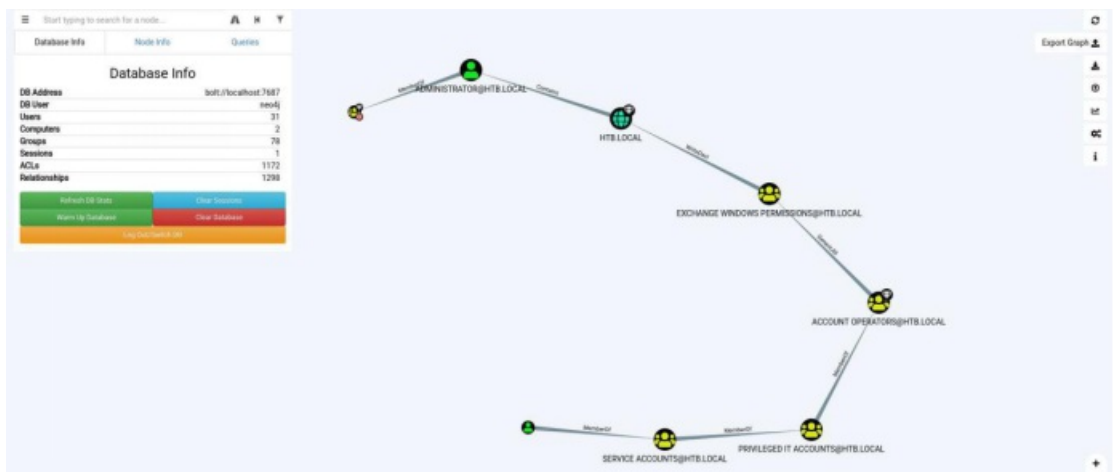 Start typing to search for a node...
Database Info
Node Info
Queries
Database Info
DB Address bolt://localhost:7687
DB User neo4j
Users 31
Computers 2
Groups 78
Sessions 1
ACLs 1172
Relationships 1298
Refresh DB Stats
Clear Sessions
Warm Up Database
Clear Database
Log Out/Switch DB
Export Graph
MemberOf
ADMINISTRATOR@HTB.LOCAL
Contains
HTB.LOCAL
WriteDacl
EXCHANGE WINDOWS PERMISSIONS@HTB.LOCAL
GenericAll
ACCOUNT OPERATORS@HTB.LOCAL
MemberOf
PRIVILEGED IT ACCOUNTS@HTB.LOCAL
MemberOf
SERVICE ACCOUNTS@HTB.LOCAL
MemberOf